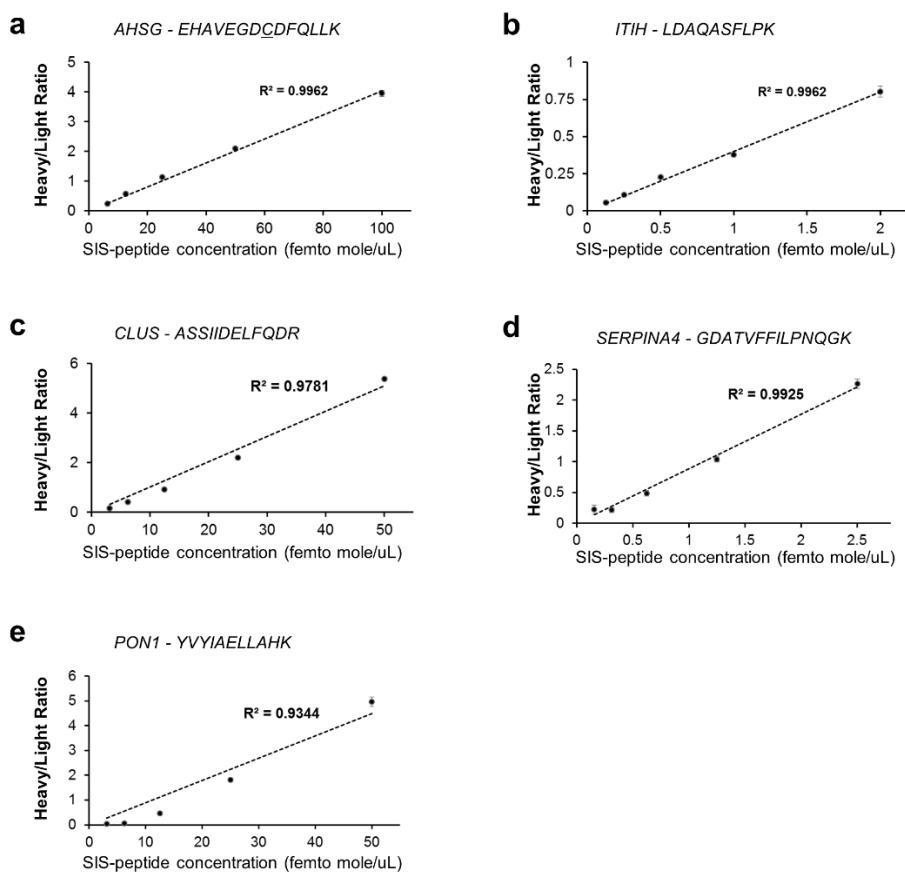 a
AHSG - EHAVEGDCDFQLLK
R² = 0.9962
Heavy/Light Ratio
5
4
3
2
1
0
0 20 40 60 80 100
SIS-peptide concentration (femto mole/uL)
b
ITIH - LDAQASFLPK
R² = 0.9962
Heavy/Light Ratio
1
0.75
0.5
0.25
0
0 0.5 1 1.5 2
SIS-peptide concentration (femto mole/uL)
c
CLUS - ASSIIDELFQDR
R² = 0.9781
Heavy/Light Ratio
6
4
2
0
0 10 20 30 40 50
SIS-peptide concentration (femto mole/uL)
d
SERPINA4 - GDATVFFILPNQGK
R² = 0.9925
Heavy/Light Ratio
2.5
2
1.5
1
0.5
0
0 0.5 1 1.5 2 2.5
SIS-peptide concentration (femto mole/uL)
e
PON1 - YVYIAELLAHK
R² = 0.9344
Heavy/Light Ratio
6
5
4
3
2
1
0
0 10 20 30 40 50
SIS-peptide concentration (femto mole/uL)